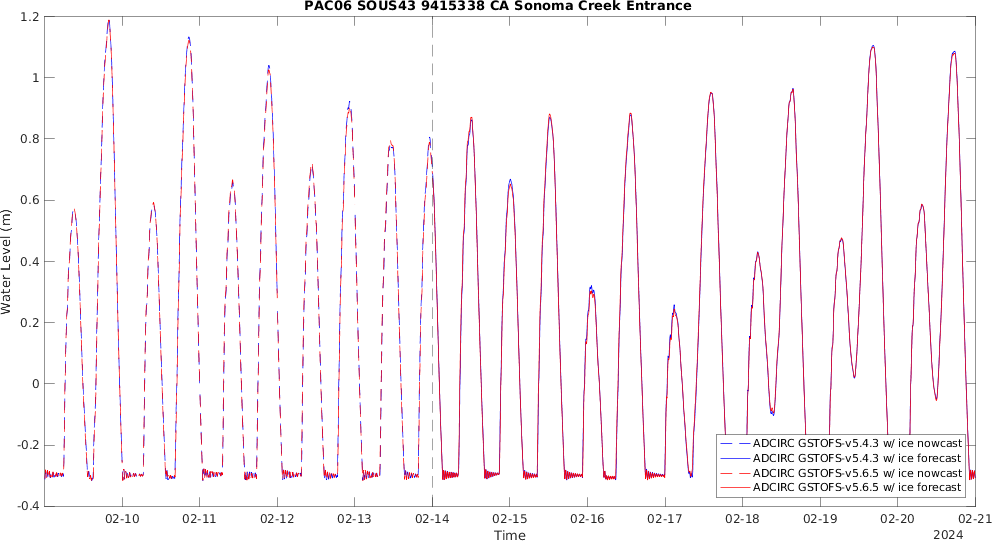 PAC06 SOUS43 9415338 CA Sonoma Creek Entrance
Water Level (m)
1.2
1
0.8
0.6
0.4
0.2
0
-0.2
-0.4
ADCIRC GSTOFS-v5.4.3 w/ ice nowcast
ADCIRC GSTOFS-v5.4.3 w/ ice forecast
ADCIRC GSTOFS-v5.6.5 w/ ice nowcast
ADCIRC GSTOFS-v5.6.5 w/ ice forecast
02-10 02-11 02-12 02-13 02-14 02-15 02-16 02-17 02-18 02-19 02-20 02-21
Time
2024